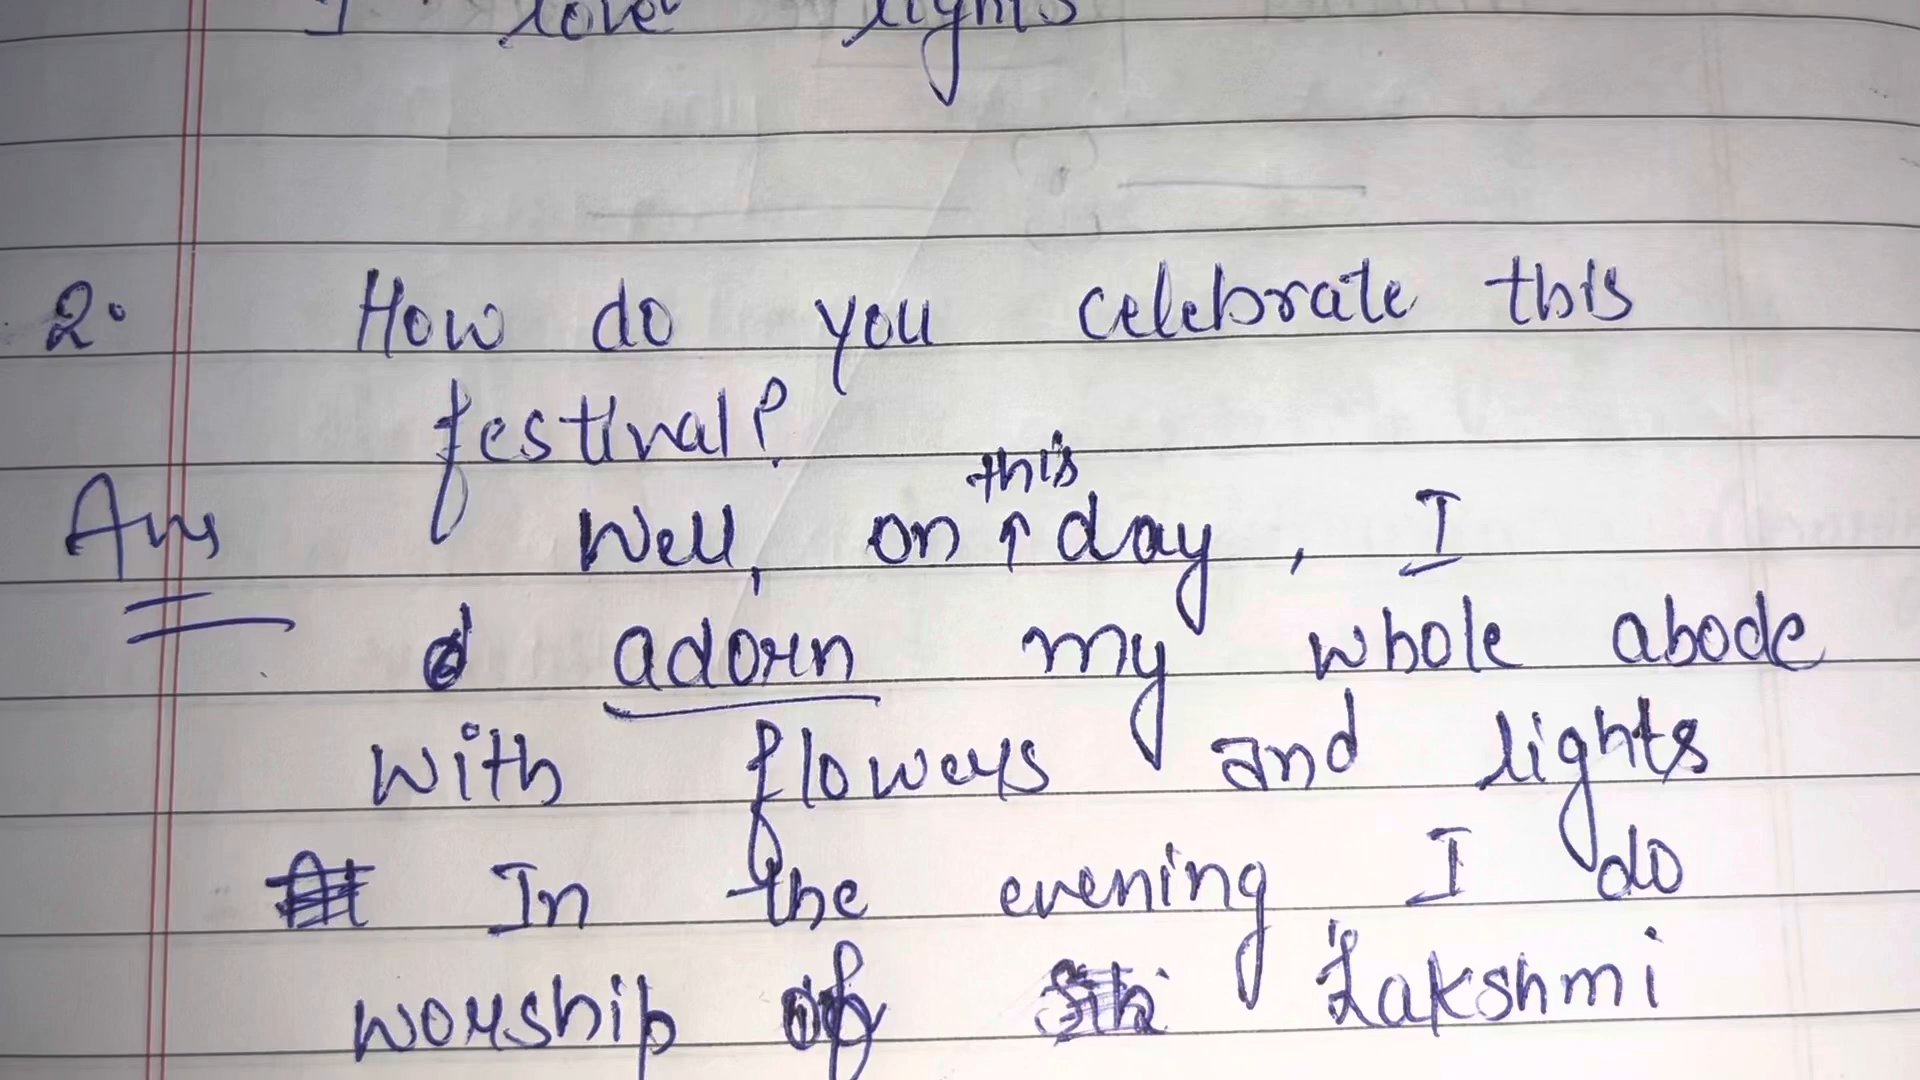 I love lights
2. How do you celebrate this
festival?
Ans Well, on this day, I
adorn my whole abode
with flowers and lights
In the evening I do
worship of Lakshmi